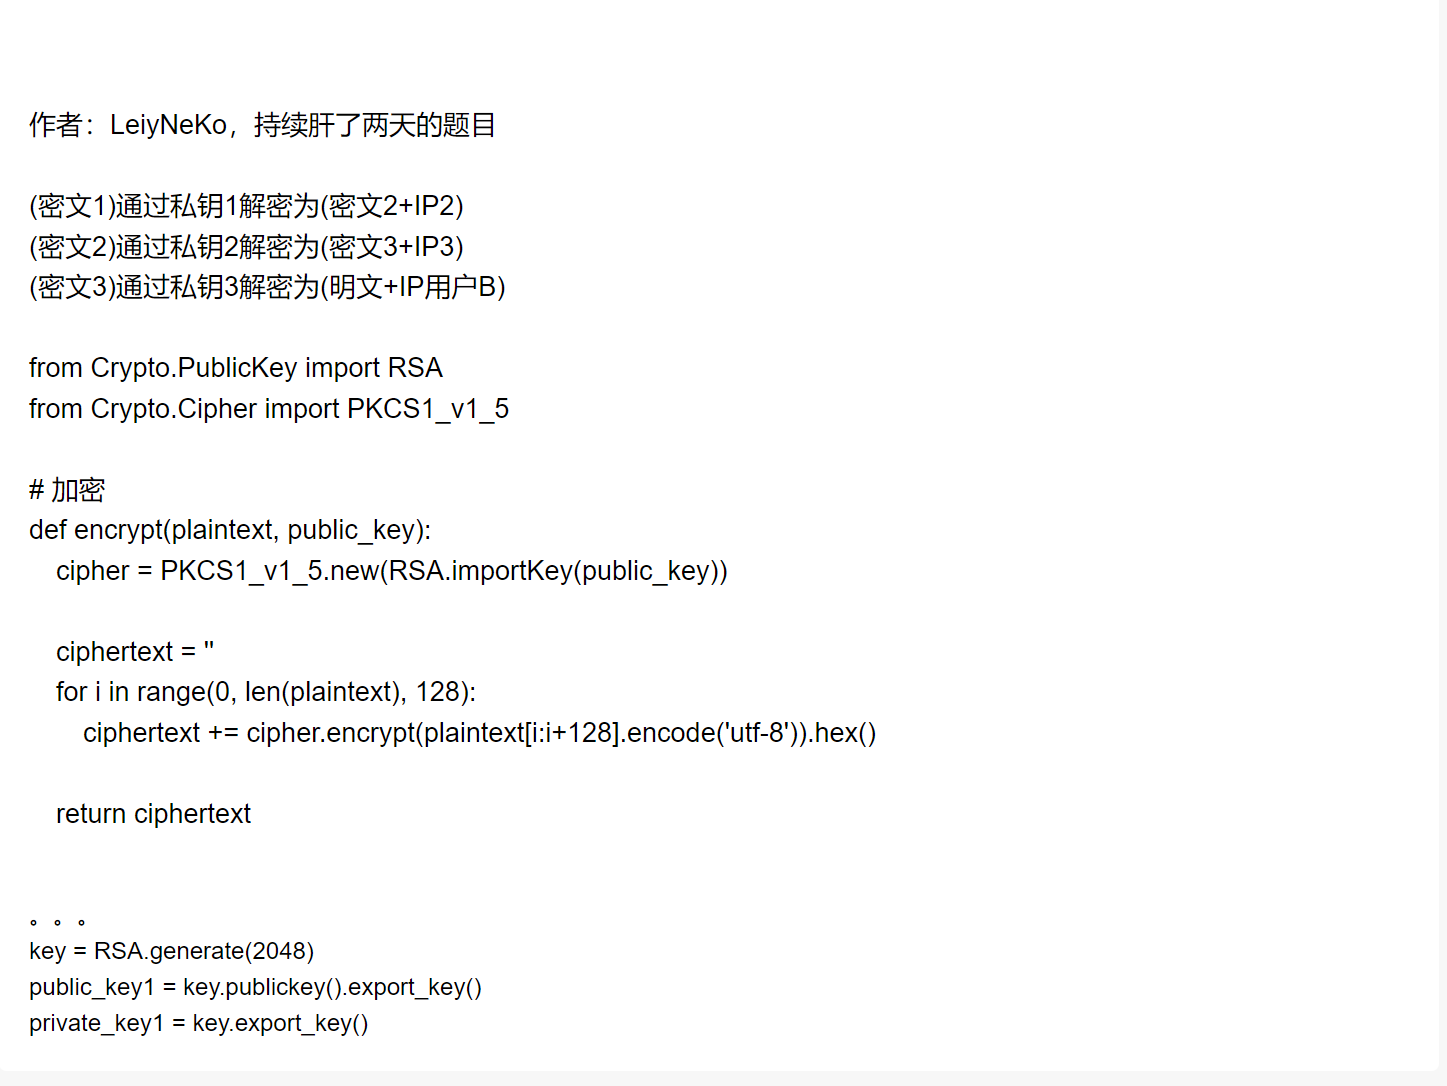 作者：LeiyNeKo，持续肝了两天的题目
(密文1)通过私钥1解密为(密文2+IP2)
(密文2)通过私钥2解密为(密文3+IP3)
(密文3)通过私钥3解密为(明文+IP用户B)
from Crypto.PublicKey import RSA
from Crypto.Cipher import PKCS1_v1_5
# 加密
def encrypt(plaintext, public_key):
    cipher = PKCS1_v1_5.new(RSA.importKey(public_key))
    ciphertext = ''
    for i in range(0, len(plaintext), 128):
        ciphertext += cipher.encrypt(plaintext[i:i+128].encode('utf-8')).hex()
    return ciphertext
。。。
key = RSA.generate(2048)
public_key1 = key.publickey().export_key()
private_key1 = key.export_key()